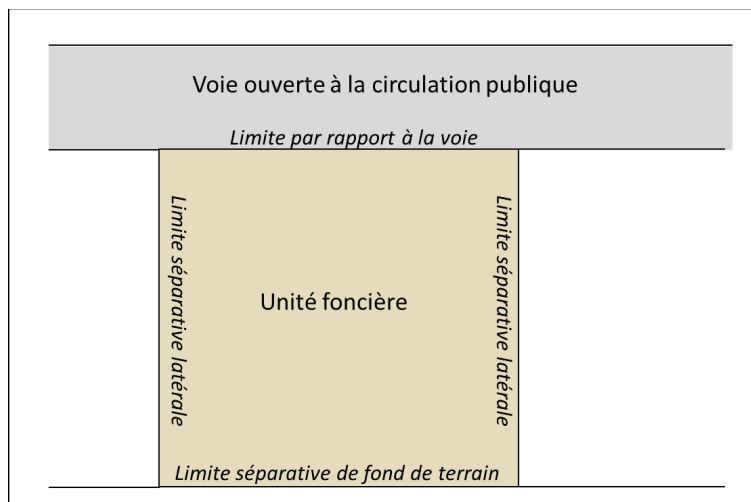 Voie ouverte à la circulation publique
Limite par rapport à la voie
Limite séparative latérale
Limite séparative latérale
Unité foncière
Limite séparative de fond de terrain